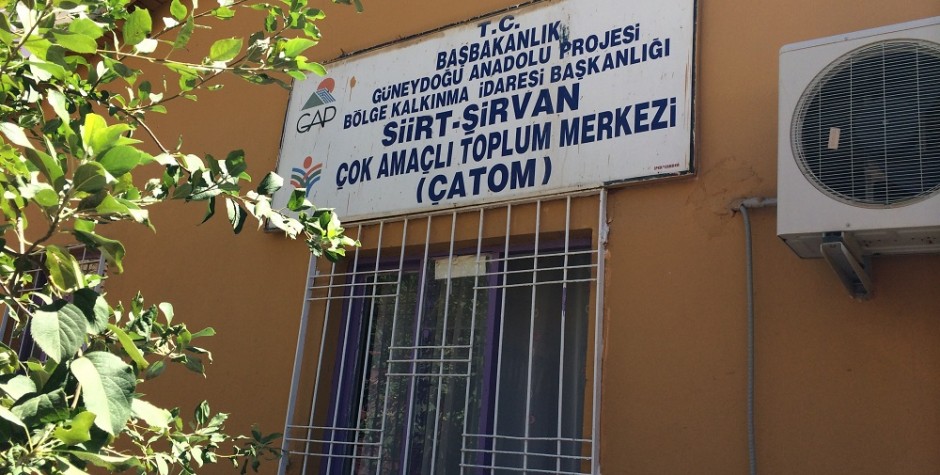 T.C.
BAŞBAKANLIK
GÜNEYDOĞU ANADOLU PROJESİ
BÖLGE KALKINMA İDARESİ BAŞKANLIĞI
SİİRT-ŞİRVAN
ÇOK AMAÇLI TOPLUM MERKEZİ
(ÇATOM)
GAP